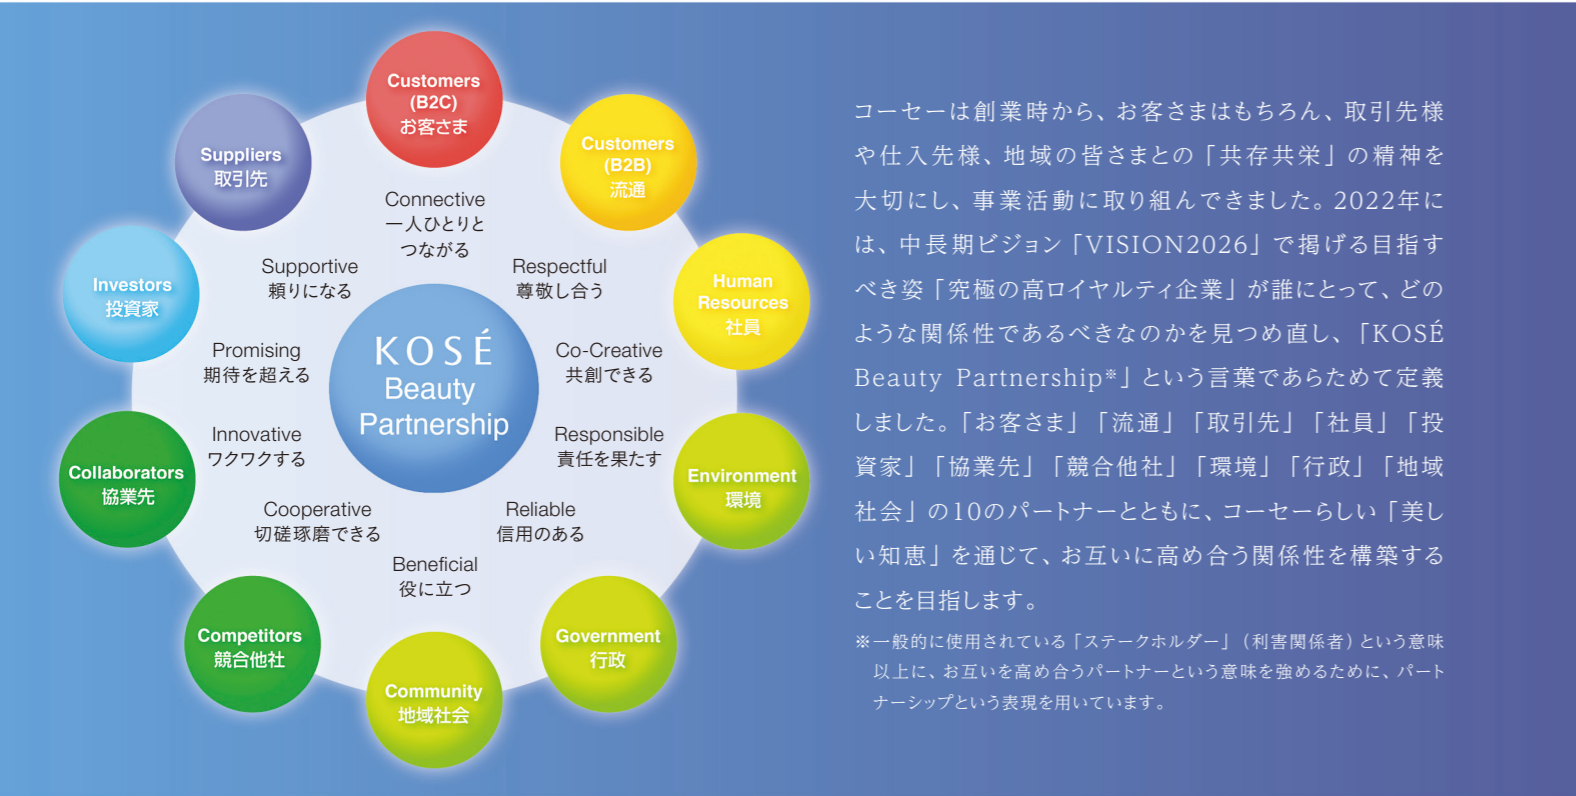 Customers
(B2C)
お客さま
Customers
(B2B)
流通
Human
Resources
社員
Environment
環境
Government
行政
Community
地域社会
Competitors
競合他社
Collaborators
協業先
Investors
投資家
Suppliers
取引先
Connective
一人ひとりと
つながる
Respectful
尊敬し合う
Co-Creative
共創できる
Responsible
責任を果たす
Reliable
信用のある
Beneficial
役に立つ
Cooperative
切磋琢磨できる
Innovative
ワクワクする
Promising
期待を超える
Supportive
頼りになる
KOSÉ
Beauty
Partnership
コーセーは創業時から、お客さまはもちろん、取引先様
や仕入先様、地域の皆さまとの「共存共栄」の精神を
大切にし、事業活動に取り組んできました。2022年に
は、中長期ビジョン「VISION2026」で掲げる目指す
べき姿「究極の高ロイヤルティ企業」が誰にとって、どの
ような関係性であるべきなのかを見つめ直し、「KOSÉ
Beauty Partnership※」という言葉であらためて定義
しました。「お客さま」「流通」「取引先」「社員」「投
資家」「協業先」「競合他社」「環境」「行政」「地域
社会」の10のパートナーとともに、コーセーらしい「美し
い知恵」を通じて、お互いに高め合う関係性を構築する
ことを目指します。
※一般的に使用されている「ステークホルダー」（利害関係者）という意味
以上に、お互いを高め合うパートナーという意味を強めるために、パート
ナーシップという表現を用いています。